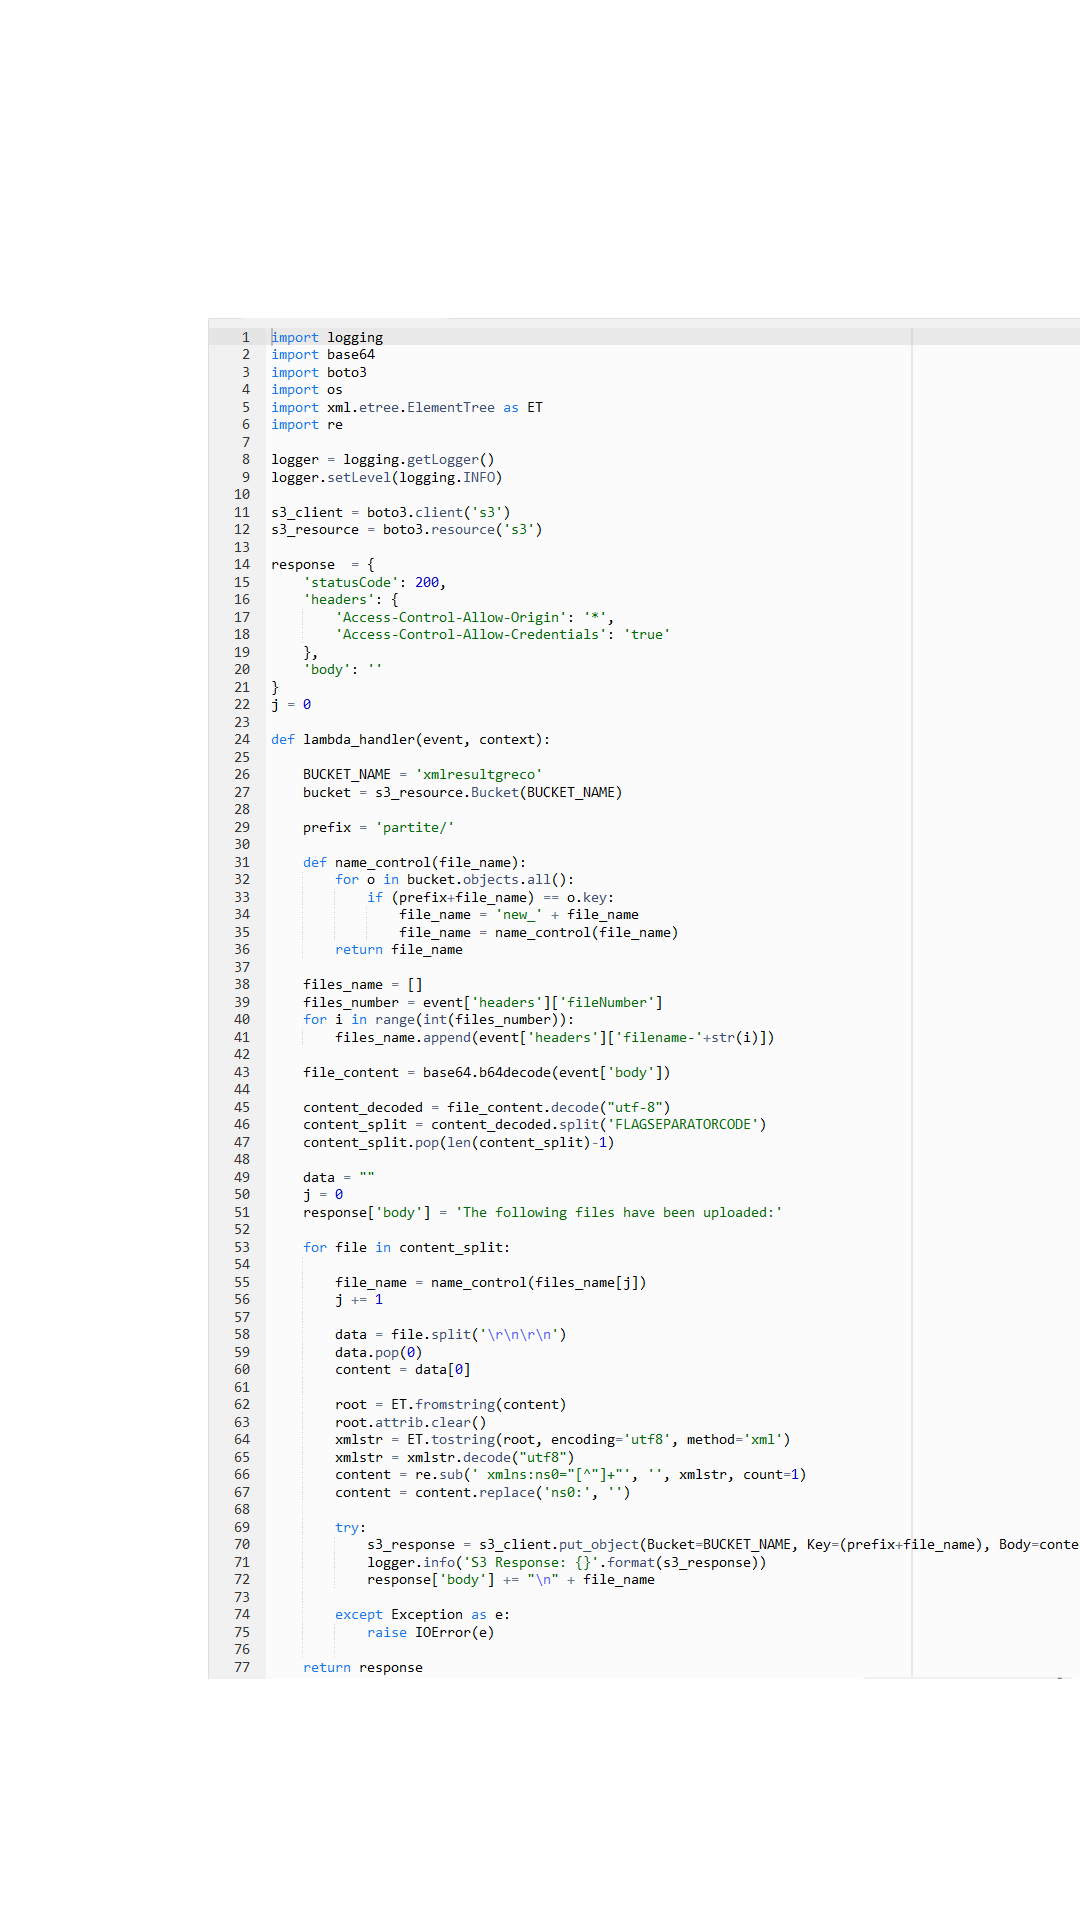 1 import logging
2 import base64
3 import boto3
4 import os
5 import xml.etree.ElementTree as ET
6 import re
7
8 logger = logging.getLogger()
9 logger.setLevel(logging.INFO)
10
11 s3_client = boto3.client('s3')
12 s3_resource = boto3.resource('s3')
13
14 response  = {
15     'statusCode': 200,
16     'headers': {
17         'Access-Control-Allow-Origin': '*',
18         'Access-Control-Allow-Credentials': 'true'
19     },
20     'body': ''
21 }
22 j = 0
23
24 def lambda_handler(event, context):
25
26     BUCKET_NAME = 'xmlresultgreco'
27     bucket = s3_resource.Bucket(BUCKET_NAME)
28
29     prefix = 'partite/'
30
31     def name_control(file_name):
32         for o in bucket.objects.all():
33             if (prefix+file_name) == o.key:
34                 file_name = 'new_' + file_name
35                 file_name = name_control(file_name)
36         return file_name
37
38     files_name = []
39     files_number = event['headers']['fileNumber']
40     for i in range(int(files_number)):
41         files_name.append(event['headers']['filename-'+str(i)])
42
43     file_content = base64.b64decode(event['body'])
44
45     content_decoded = file_content.decode("utf-8")
46     content_split = content_decoded.split('FLAGSEPARATORCODE')
47     content_split.pop(len(content_split)-1)
48
49     data = ""
50     j = 0
51     response['body'] = 'The following files have been uploaded:'
52
53     for file in content_split:
54
55         file_name = name_control(files_name[j])
56         j += 1
57
58         data = file.split('\r\n\r\n')
59         data.pop(0)
60         content = data[0]
61
62         root = ET.fromstring(content)
63         root.attrib.clear()
64         xmlstr = ET.tostring(root, encoding='utf8', method='xml')
65         xmlstr = xmlstr.decode("utf8")
66         content = re.sub(' xmlns:ns0="[^"]+"', '', xmlstr, count=1)
67         content = content.replace('ns0:', '')
68
69         try:
70             s3_response = s3_client.put_object(Bucket=BUCKET_NAME, Key=(prefix+file_name), Body=conte
71             logger.info('S3 Response: {}'.format(s3_response))
72             response['body'] += "\n" + file_name
73
74         except Exception as e:
75             raise IOError(e)
76
77     return response